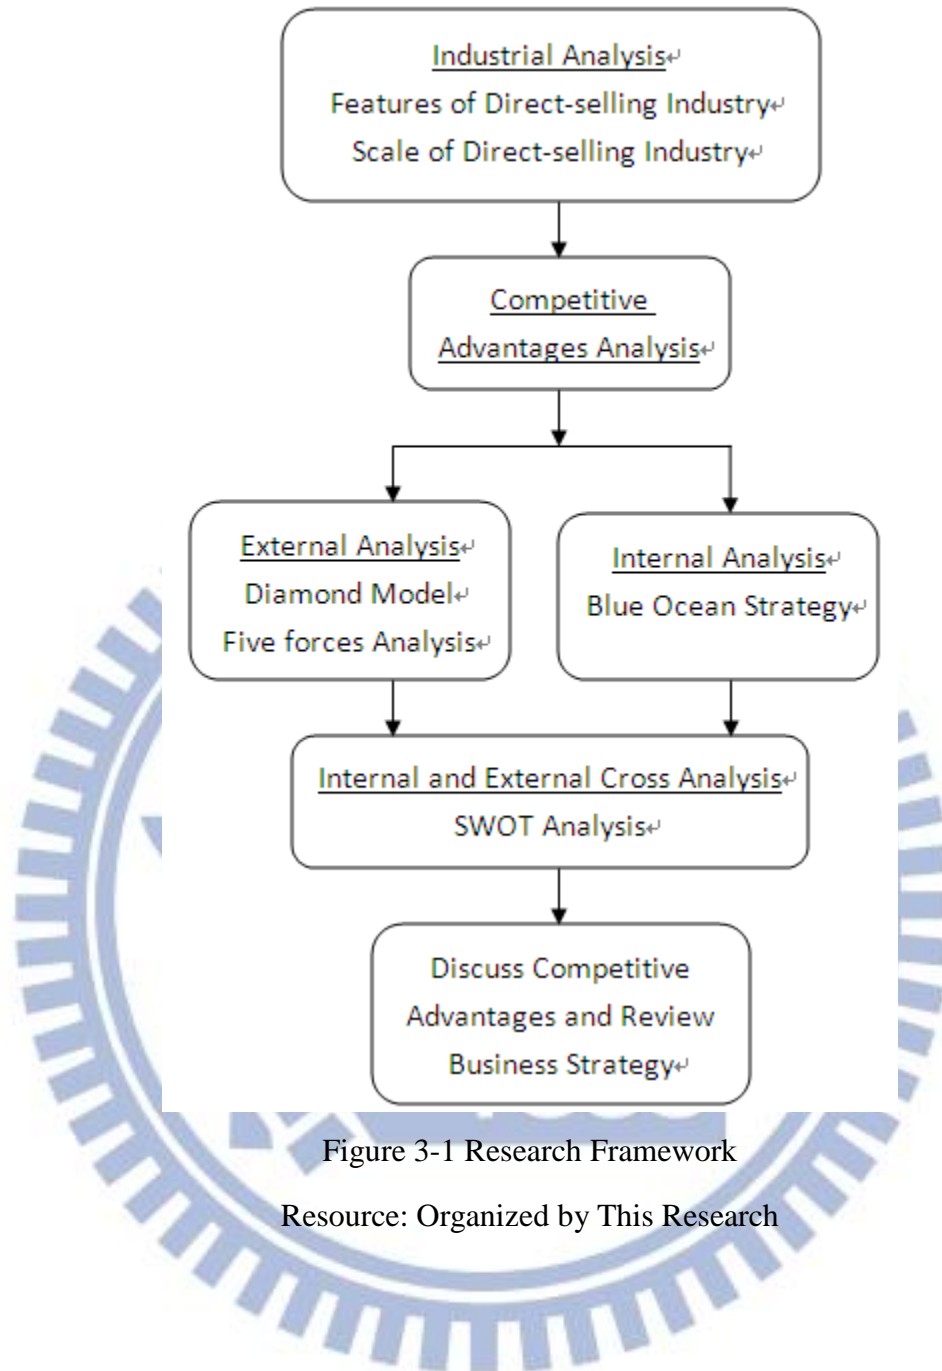 Industrial Analysis↵
Features of Direct-selling Industry↵
Scale of Direct-selling Industry↵
Competitive
Advantages Analysis↵
External Analysis↵
Diamond Model↵
Five forces Analysis↵
Internal Analysis↵
Blue Ocean Strategy↵
Internal and External Cross Analysis↵
SWOT Analysis↵
Discuss Competitive
Advantages and Review
Business Strategy↵
Figure 3-1 Research Framework
Resource: Organized by This Research